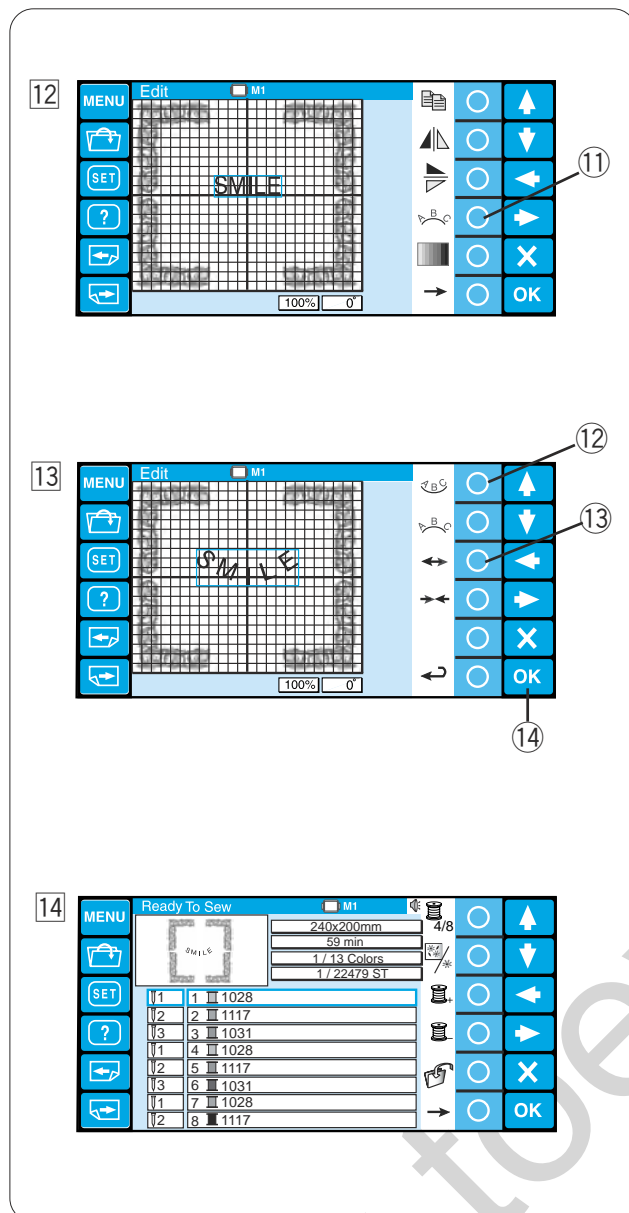 12
MENU Edit M1
SET
SMILE
⑪
?
100% 0°
OK
⑫
13
MENU Edit M1
⑬
SET
SMILE
?
100% 0°
OK
⑭
14
MENU Ready To Sew M1
4/8
240x200mm
59 min
SMILE
1 / 13 Colors
1 / 22479 ST
SET
1 1 1028
2 2 1117
? 3 3 1031
1 4 1028
2 5 1117
3 6 1031
1 7 1028
OK
2 8 1117
A B C
A B C
A B C
toe